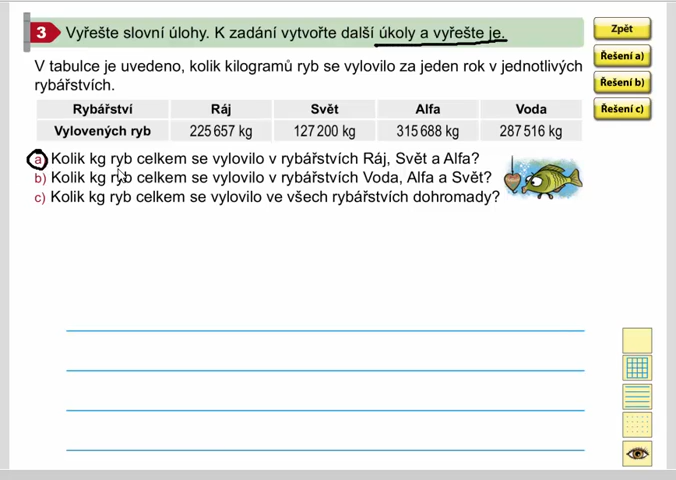 3 Vyřešte slovní úlohy. K zadání vytvořte další úkoly a vyřešte je.
Zpět
Řešení a)
Řešení b)
Řešení c)
V tabulce je uvedeno, kolik kilogramů ryb se vylovilo za jeden rok v jednotlivých
rybářstvích.
Rybářství Ráj Svět Alfa Voda
Vylovených ryb 225 657 kg 127 200 kg 315 688 kg 287 516 kg
a) Kolik kg ryb celkem se vylovilo v rybářstvích Ráj, Svět a Alfa?
b) Kolik kg ryb celkem se vylovilo v rybářstvích Voda, Alfa a Svět?
c) Kolik kg ryb celkem se vylovilo ve všech rybářstvích dohromady?